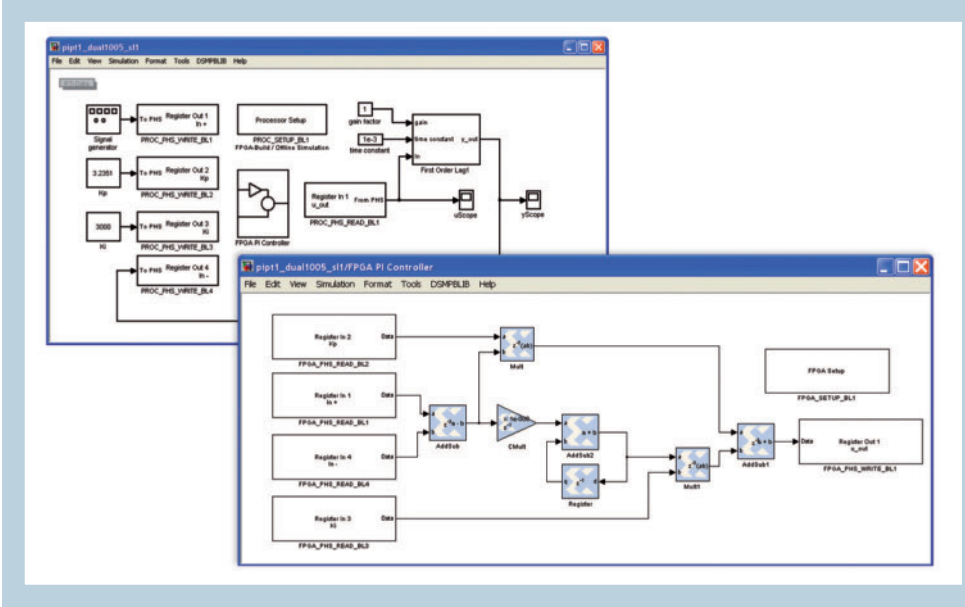 pipt1_dual1005_sl1
File Edit View Simulation Format Tools DSMPBLIB Help
Signal
generator
To PHS Register Out 1
In +
PROC_PHS_WRITE_BL1
Processor Setup
PROC_SETUP_BL1
FPGA-Build / Offline Simulation
1
gain factor
1e-3
time constant
gain
time constant x_out
In
First Order Lag1
3.2351
Kp
To PHS Register Out 2
Kp
PROC_PHS_WRITE_BL2
FPGA PI Controller
Register In 1 From PHS
u_out
PROC_PHS_READ_BL1
uScope
yScope
3000
Ki
To PHS Register Out 3
Ki
PROC_PHS_WRITE_BL3
To PHS Register Out 4
In -
PROC_PHS_WRITE_BL4
pipt1_dual1005_sl1/FPGA PI Controller
File Edit View Simulation Format Tools DSMPBLIB Help
Register In 2 Data
Kp
FPGA_PHS_READ_BL2
a
b
z⁻¹(ab)
Mult
FPGA Setup
FPGA_SETUP_BL1
Register In 1 Data
In +
FPGA_PHS_READ_BL1
a
b
a - b
AddSub
CMult
a
b
a + b
AddSub2
Register In 4 Data
In -
FPGA_PHS_READ_BL4
q z⁻¹ d
Register
a
b
z⁻¹(ab)
Mult1
a
b
AddSub1
Data Register Out 1
FPGA_PHS_WRITE_BL1
Register In 3 Data
Ki
FPGA_PHS_READ_BL3